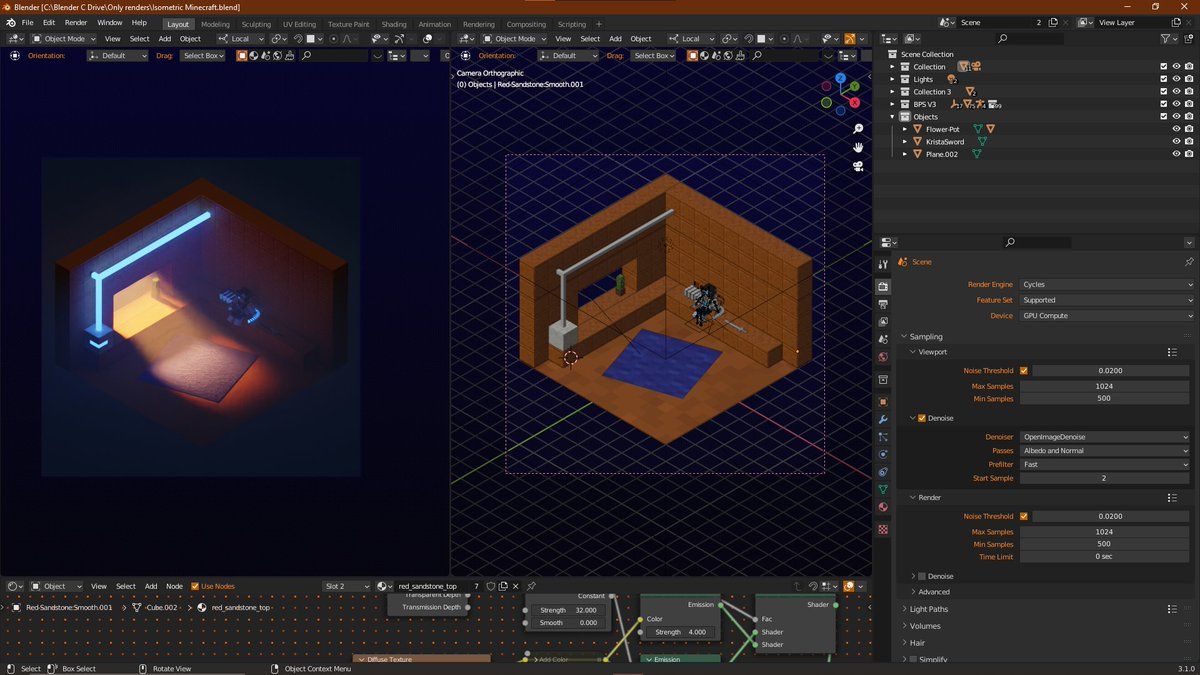 Blender [C:\Blender C Drive\Only renders\Isometric Minecraft.blend]
File Edit Render Window Help Layout Modeling Sculpting UV Editing Texture Paint Shading Animation Rendering Compositing Scripting + Scene 2 View Layer
Object Mode View Select Add Object Local
Orientation: Default Drag: Select Box
Object Mode View Select Add Object Local
Orientation: Default Drag: Select Box
Camera Orthographic
(0) Objects | Red-Sandstone:Smooth.001
Z
Y
X
Scene Collection
Collection
Lights 2
Collection 3 2
BPS V3
Objects
Flower-Pot
KristaSword
Plane.002
Scene
Render Engine Cycles
Feature Set Supported
Device GPU Compute
Sampling
Viewport
Noise Threshold 0.0200
Max Samples 1024
Min Samples 500
Denoise
Denoiser OpenImageDenoise
Passes Albedo and Normal
Prefilter Fast
Start Sample 2
Render
Noise Threshold 0.0200
Max Samples 1024
Min Samples 500
Time Limit 0 sec
Denoise
Advanced
Light Paths
Volumes
Hair
Simplify
Object View Select Add Node Use Nodes Slot 2 red_sandstone_top 7
Red-Sandstone:Smooth.001 Cube.002 red_sandstone_top
Transparent Depth
Transmission Depth
Constant
Strength 32.000
Smooth 0.000
Add Color
Diffuse Texture
Emission
Color
Strength 4.000
Emission
Shader
Fac
Shader
Shader
Select Box Select Rotate View Object Context Menu 3.1.0